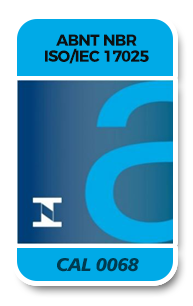 ABNT NBR
ISO/IEC 17025
a
CAL 0068